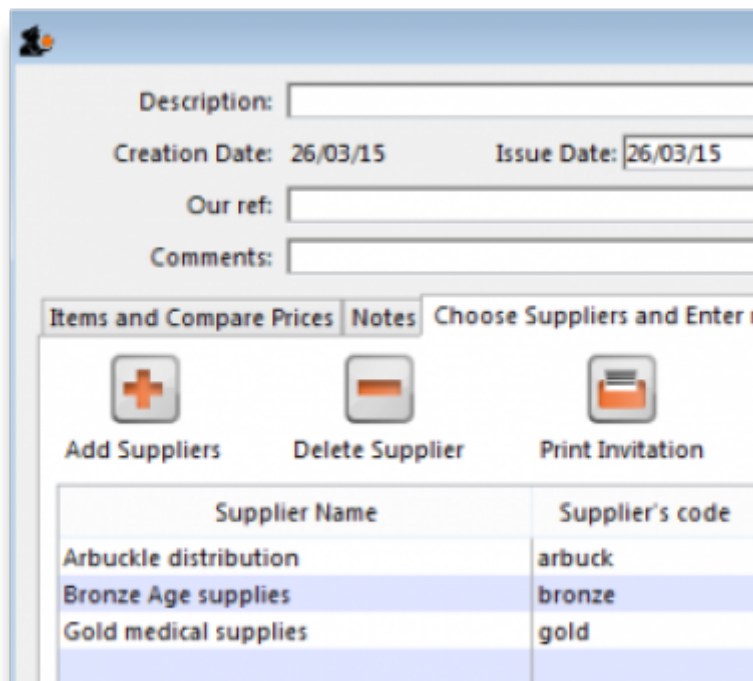 Description:
Creation Date: 26/03/15 Issue Date: 26/03/15
Our ref:
Comments:
Items and Compare Prices Notes Choose Suppliers and Enter
Add Suppliers Delete Supplier Print Invitation
Supplier Name Supplier's code
Arbuckle distribution arbuck
Bronze Age supplies bronze
Gold medical supplies gold